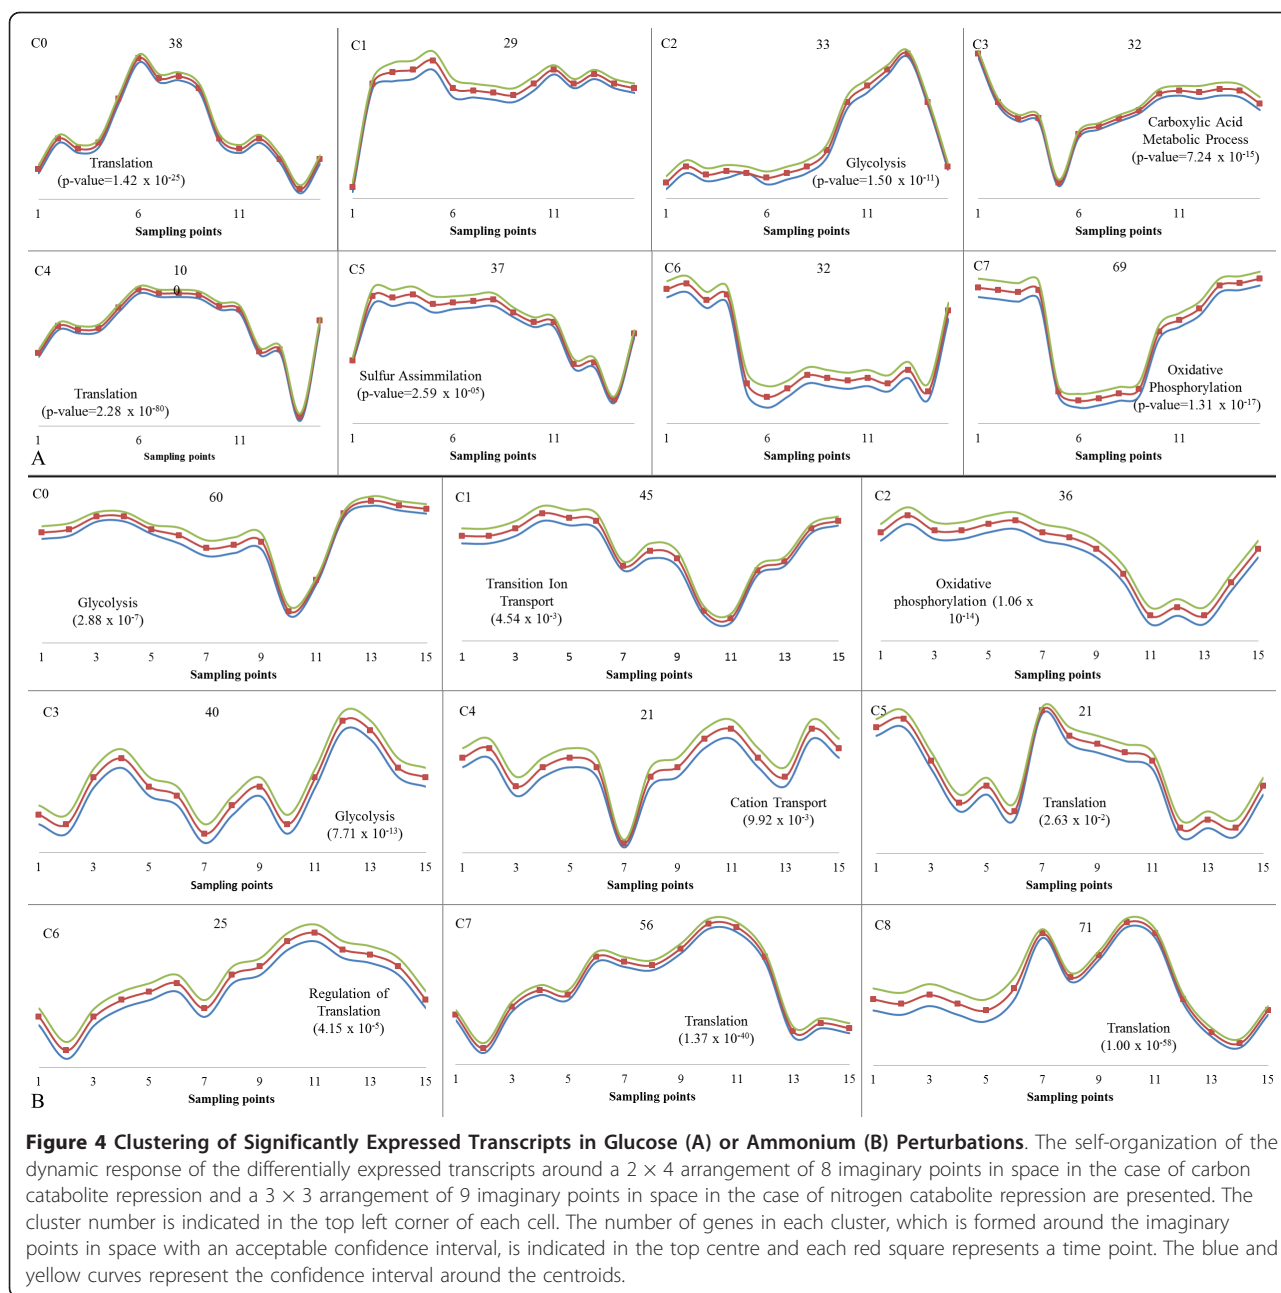 C0 38
Translation
(p-value=1.42 x 10-25)
1 6 11
Sampling points
C1 29
1 6 11
Sampling points
C2 33
Glycolysis
(p-value=1.50 x 10-11)
1 6 11
Sampling points
C3 32
Carboxylic Acid
Metabolic Process
(p-value=7.24 x 10-15)
1 6 11
Sampling points
C4 10
0
Translation
(p-value=2.28 x 10-80)
1 6 11
Sampling points
C5 37
Sulfur Assimmilation
(p-value=2.59 x 10-05)
1 6 11
Sampling points
C6 32
1 6 11
Sampling points
C7 69
Oxidative
Phosphorylation
(p-value=1.31 x 10-17)
1 6 11
Sampling points
A
C0 60
Glycolysis
(2.88 x 10-7)
1 3 5 7 9 11 13 15
Sampling points
C1 45
Transition Ion
Transport
(4.54 x 10-3)
1 3 5 7 9 11 13 15
Sampling points
C2 36
Oxidative
phosphorylation (1.06 x
10-14)
1 3 5 7 9 11 13 15
Sampling points
C3 40
Glycolysis
(7.71 x 10-13)
1 3 5 7 9 11 13 15
Sampling points
C4 21
Cation Transport
(9.92 x 10-3)
1 3 5 7 9 11 13 15
Sampling points
C5 21
Translation
(2.63 x 10-2)
1 3 5 7 9 11 13 15
Sampling points
C6 25
Regulation of
Translation
(4.15 x 10-5)
1 3 5 7 9 11 13 15
Sampling points
C7 56
Translation
(1.37 x 10-40)
1 3 5 7 9 11 13 15
Sampling points
C8 71
Translation
(1.00 x 10-58)
1 3 5 7 9 11 13 15
Sampling points
B
Figure 4 Clustering of Significantly Expressed Transcripts in Glucose (A) or Ammonium (B) Perturbations. The self-organization of the
dynamic response of the differentially expressed transcripts around a 2 × 4 arrangement of 8 imaginary points in space in the case of carbon
catabolite repression and a 3 × 3 arrangement of 9 imaginary points in space in the case of nitrogen catabolite repression are presented. The
cluster number is indicated in the top left corner of each cell. The number of genes in each cluster, which is formed around the imaginary
points in space with an acceptable confidence interval, is indicated in the top centre and each red square represents a time point. The blue and
yellow curves represent the confidence interval around the centroids.